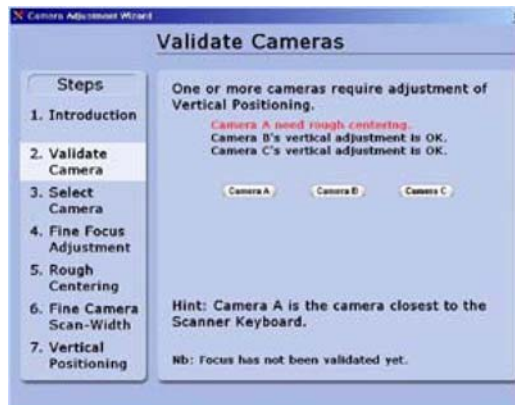 Camera Adjustment Wizard
Validate Cameras
Steps
1. Introduction
2. Validate
Camera
3. Select
Camera
4. Fine Focus
Adjustment
5. Rough
Centering
6. Fine Camera
Scan-Width
7. Vertical
Positioning
One or more cameras require adjustment of
Vertical Positioning.
Camera A need rough centering.
Camera B's vertical adjustment is OK.
Camera C's vertical adjustment is OK.
Camera A
Camera B
Camera C
Hint: Camera A is the camera closest to the
Scanner Keyboard.
Nb: Focus has not been validated yet.